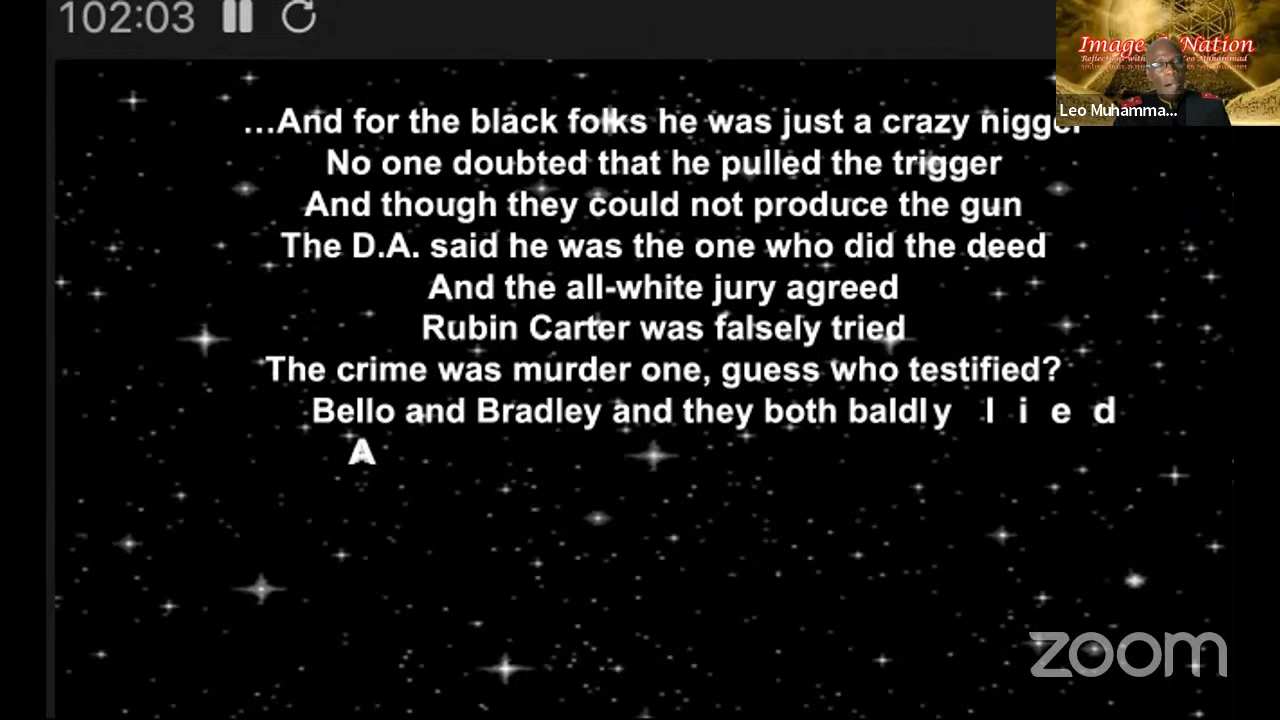 102:03
Image & Nation
Leo Muhamma...
...And for the black folks he was just a crazy nigger
No one doubted that he pulled the trigger
And though they could not produce the gun
The D.A. said he was the one who did the deed
And the all-white jury agreed
Rubin Carter was falsely tried
The crime was murder one, guess who testified?
Bello and Bradley and they both baldly lied
A
zoom